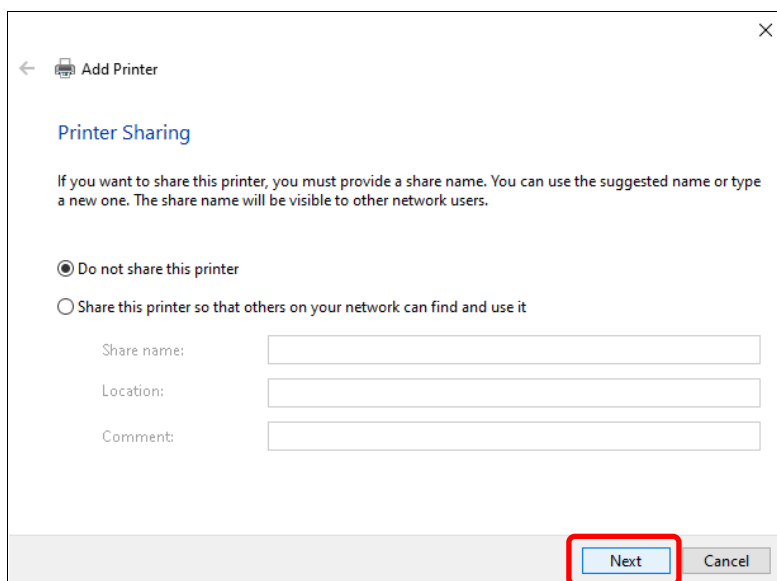 Add Printer
Printer Sharing
If you want to share this printer, you must provide a share name. You can use the suggested name or type
a new one. The share name will be visible to other network users.
Do not share this printer
Share this printer so that others on your network can find and use it
Share name:
Location:
Comment:
Next
Cancel